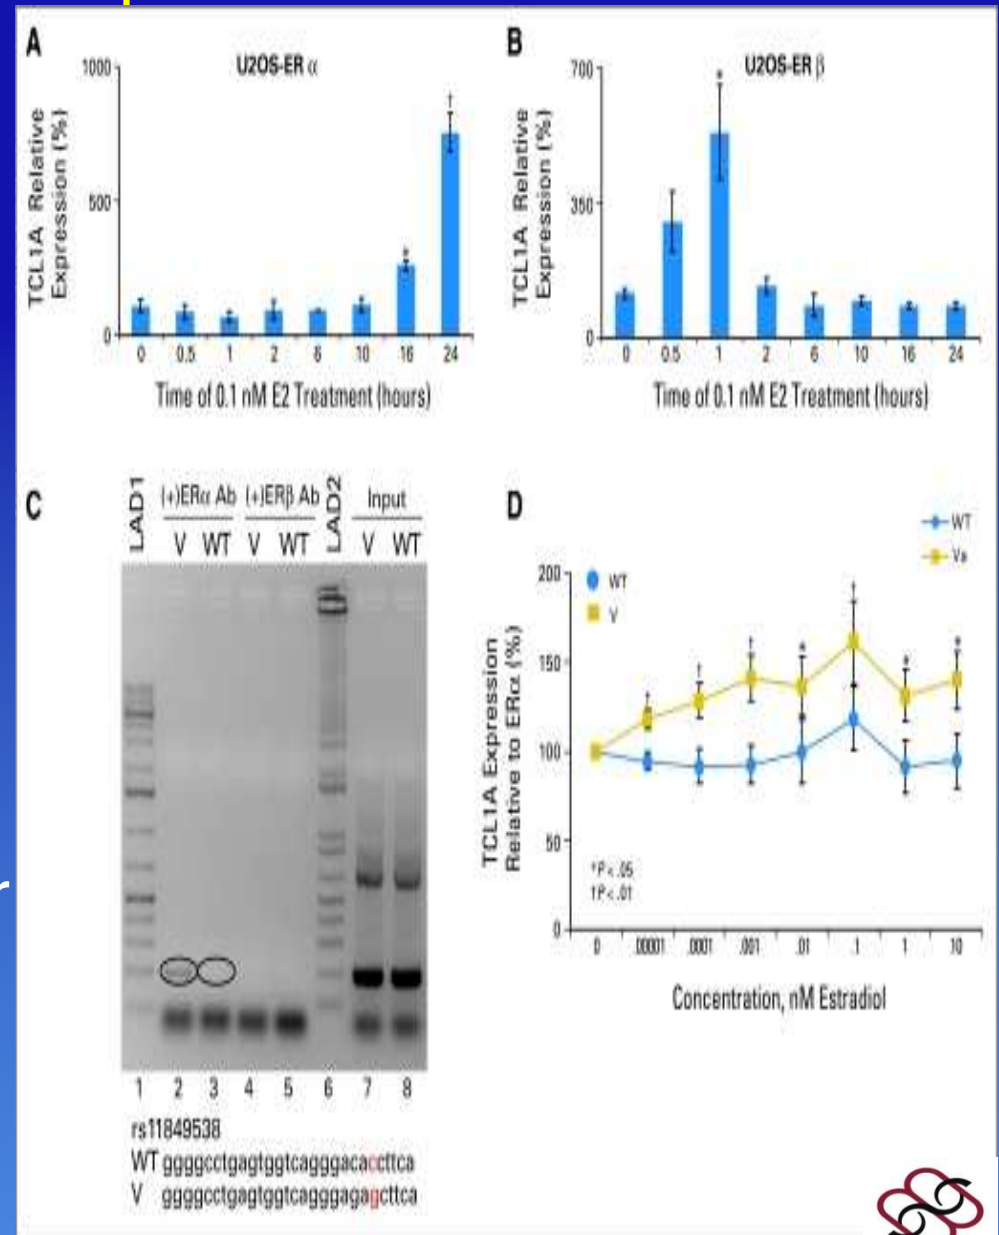 A
U2OS-ER α
TCL1A Relative
Expression (%)
1000
500
0
*
†
0 0.5 1 2 6 10 16 24
Time of 0.1 nM E2 Treatment (hours)
B
U2OS-ER β
TCL1A Relative
Expression (%)
700
350
0
*
0 0.5 1 2 6 10 16 24
Time of 0.1 nM E2 Treatment (hours)
C
LAD1
(+)ERα Ab (+)ERβ Ab
LAD2
Input
V WT V WT V WT
1 2 3 4 5 6 7 8
rs11849538
WT ggggcctgagtggtcagggacaccttca
V ggggcctgagtggtcagggagagcttca
D
WT
Va
WT
V
TCL1A Expression
Relative to ERα (%)
200
150
100
50
0
† † † * † * *
*P < .05
†P < .01
0 .00001 .0001 .001 .01 .1 1 10
Concentration, nM Estradiol
r